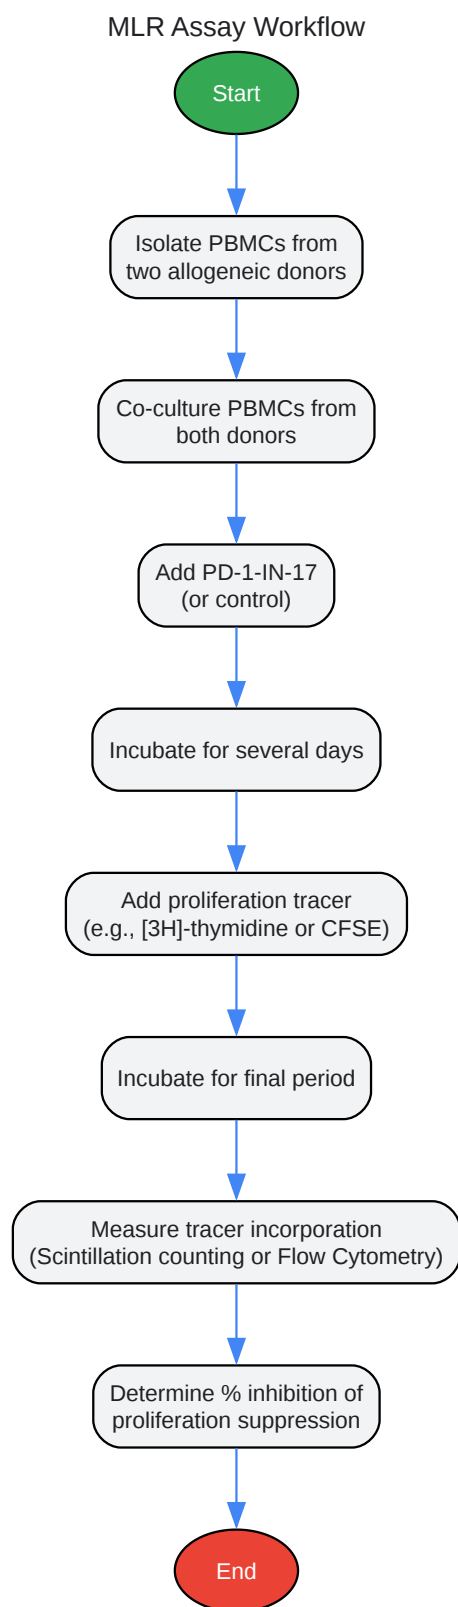 MLR Assay Workflow
Start
Isolate PBMCs from
two allogeneic donors
Co-culture PBMCs from
both donors
Add PD-1-IN-17
(or control)
Incubate for several days
Add proliferation tracer
(e.g., [3H]-thymidine or CFSE)
Incubate for final period
Measure tracer incorporation
(Scintillation counting or Flow Cytometry)
Determine % inhibition of
proliferation suppression
End